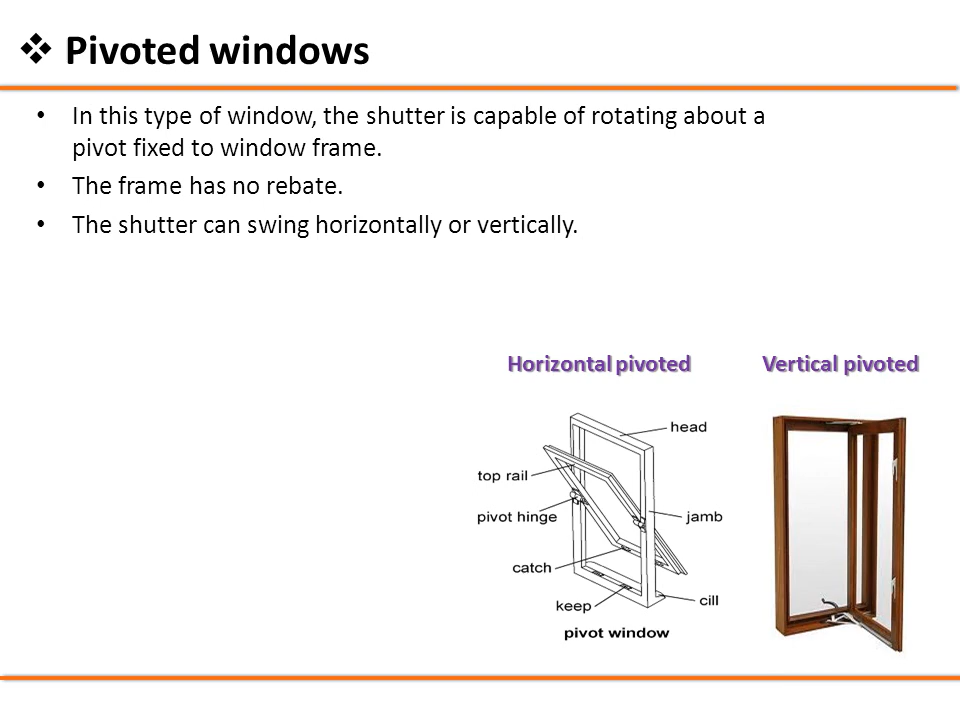 ❖ Pivoted windows
• In this type of window, the shutter is capable of rotating about a
pivot fixed to window frame.
• The frame has no rebate.
• The shutter can swing horizontally or vertically.
Horizontal pivoted
Vertical pivoted
head
top rail
pivot hinge
jamb
catch
keep
cill
pivot window